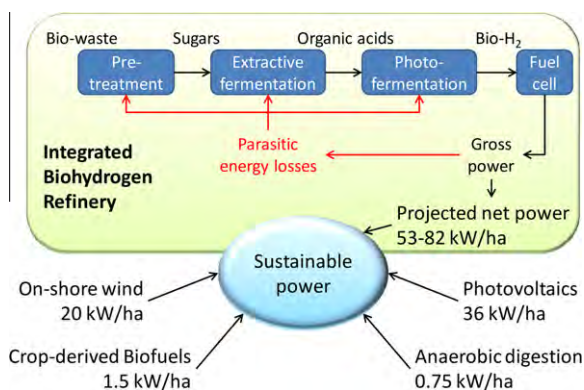 Bio-waste
Sugars
Organic acids
Bio-H₂
Pre-
treatment
Extractive
fermentation
Photo-
fermentation
Fuel
cell
Parasitic
energy losses
Gross
power
Integrated
Biohydrogen
Refinery
Projected net power
53-82 kW/ha
Sustainable
power
On-shore wind
20 kW/ha
Photovoltaics
36 kW/ha
Crop-derived Biofuels
1.5 kW/ha
Anaerobic digestion
0.75 kW/ha